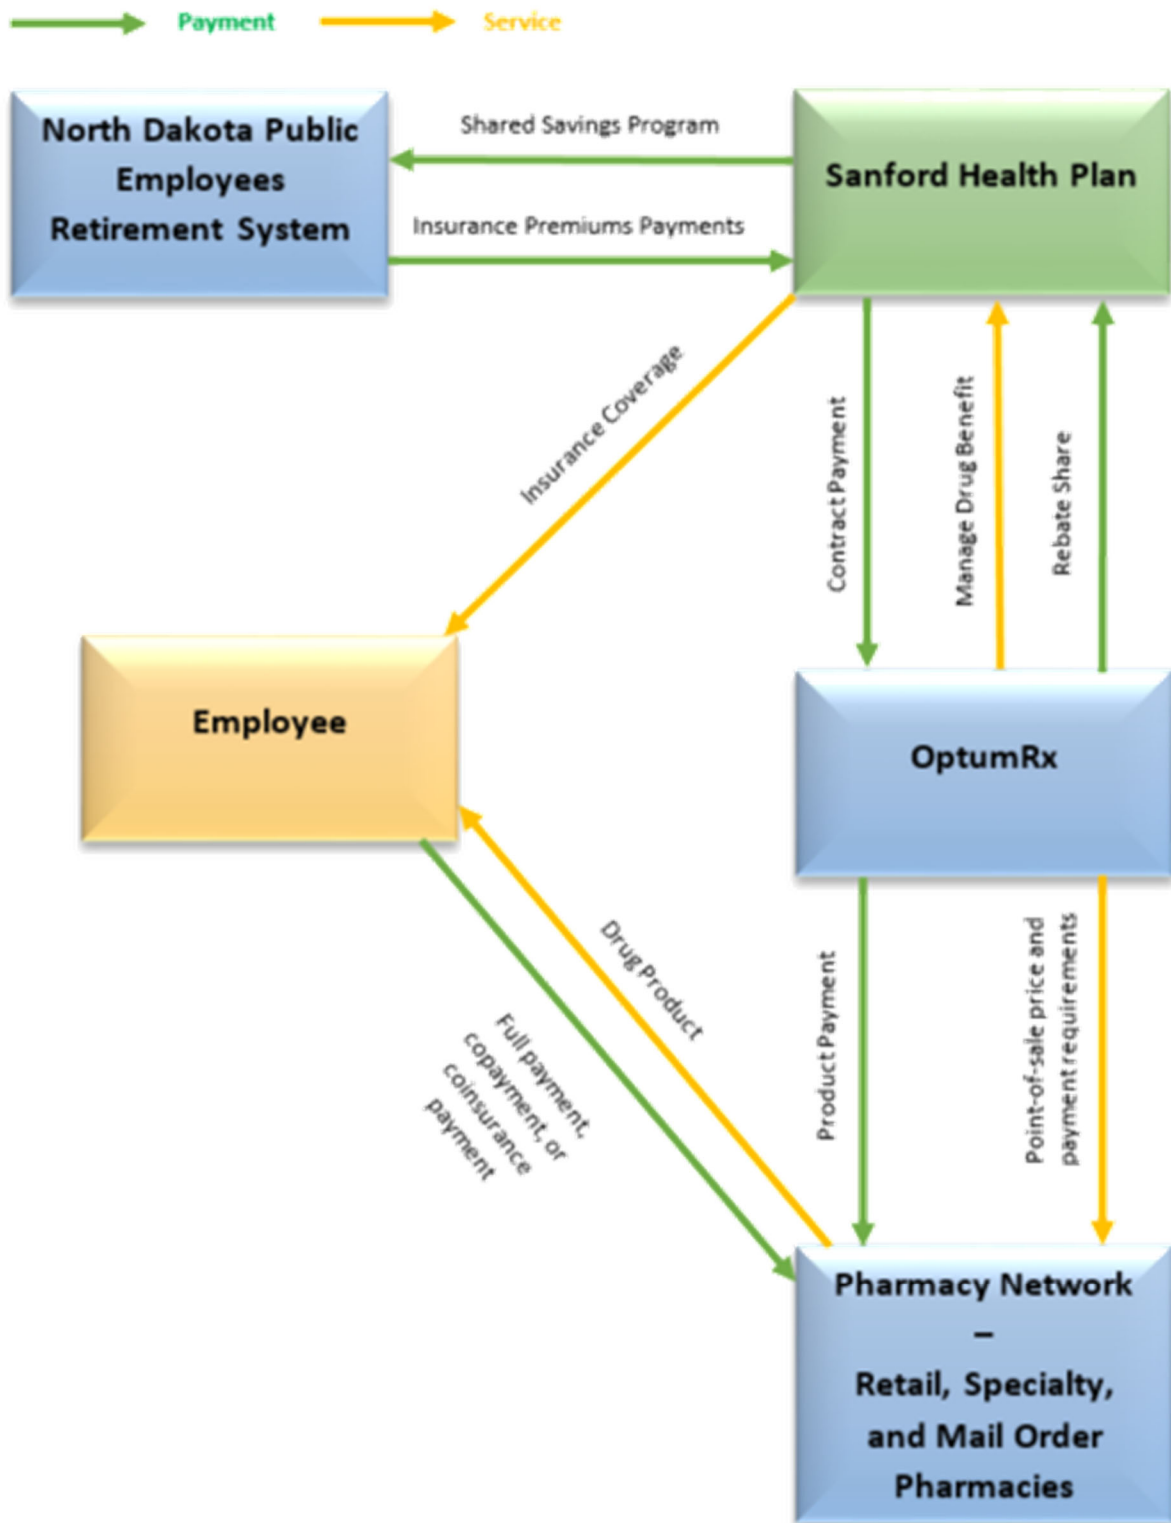 Payment
Service
North Dakota Public
Employees
Retirement System
Shared Savings Program
Insurance Premiums Payments
Sanford Health Plan
Insurance Coverage
Contract Payment
Manage Drug Benefit
Rebate Share
Employee
OptumRx
Drug Product
Full payment,
copayment, or
coinsurance
payment
Product Payment
Point-of-sale price and
payment requirements
Pharmacy Network
–
Retail, Specialty,
and Mail Order
Pharmacies